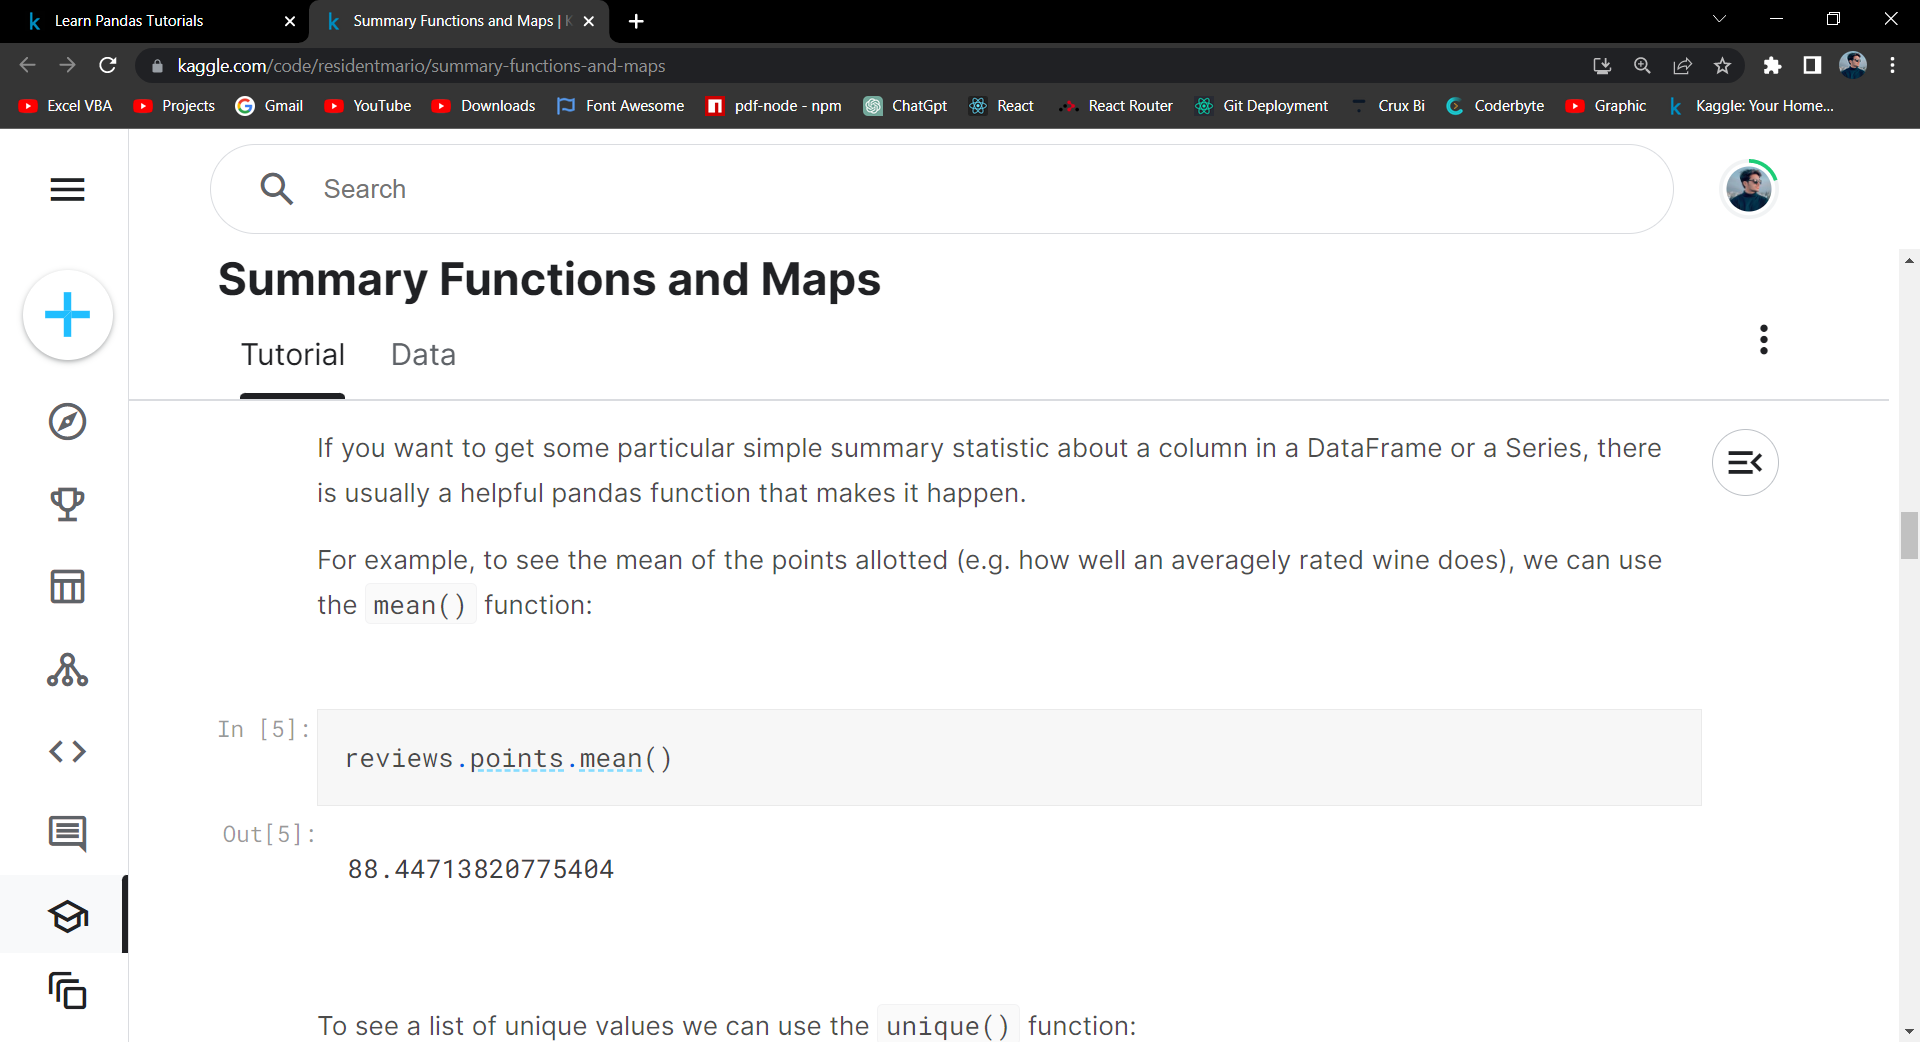 Learn Pandas Tutorials
Summary Functions and Maps |
kaggle.com/code/residentmario/summary-functions-and-maps
Excel VBA Projects Gmail YouTube Downloads Font Awesome pdf-node - npm ChatGpt React React Router Git Deployment Crux Bi Coderbyte Graphic Kaggle: Your Home...
Search
Summary Functions and Maps
Tutorial Data
If you want to get some particular simple summary statistic about a column in a DataFrame or a Series, there
is usually a helpful pandas function that makes it happen.
For example, to see the mean of the points allotted (e.g. how well an averagely rated wine does), we can use
the mean() function:
In [5]:
reviews.points.mean()
Out[5]:
88.44713820775404
To see a list of unique values we can use the unique() function: